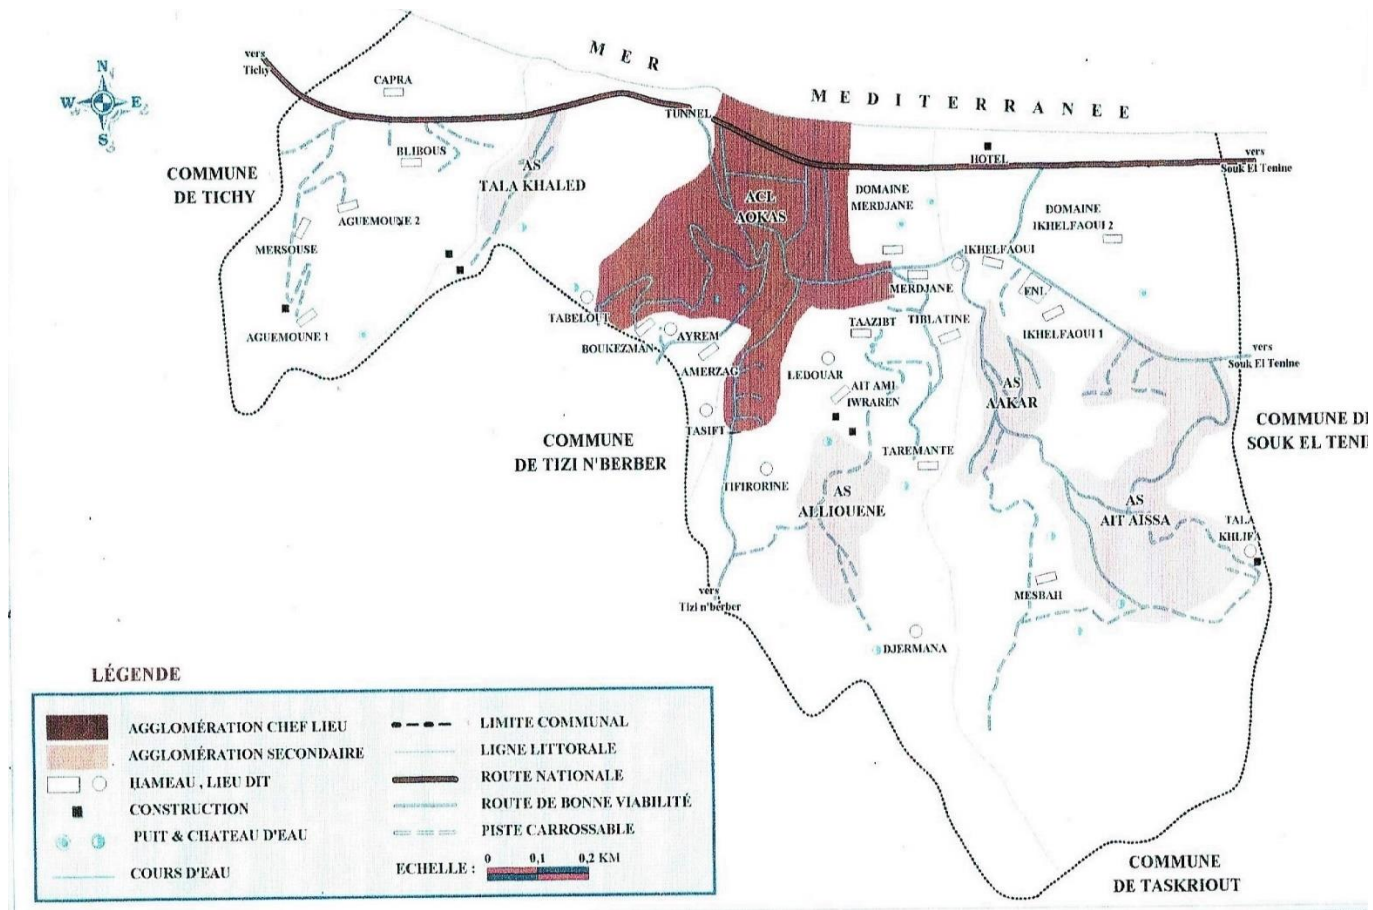 MER
MEDITERRANEE
vers
Tichy
N
W
E
S
CAPRA
TUNNEL
HOTEL
vers
Souk El Tenine
BLIBOUS
AS
TALA KHALED
COMMUNE
DE TICHY
AGUEMOUNE 2
MERSOUSE
AGUEMOUNE 1
ACL
AOKAS
DOMAINE
MERDJANE
DOMAINE
IKHELFAOUI 2
IKHELFAOUI
MERDJANE
ENL
TABELOUT
BOUKEZMAN
AYREM
AMERZAG
TAAZIBT
TIBLATINE
IKHELFAOUI 1
vers
Souk El Tenine
LEDOUAR
AIT AMI
IWRAREN
AS
AAKAR
TASIFT
COMMUNE
DE TIZI N'BERBER
COMMUNE DE
SOUK EL TENI
TAREMANTE
TIFIRORINE
AS
ALLIOUENE
AS
AIT AISSA
TALA
KHLIFA
MESBAH
vers
Tizi n'berber
DJERMANA
LÉGENDE
AGGLOMÉRATION CHEF LIEU
AGGLOMÉRATION SECONDAIRE
HAMEAU , LIEU DIT
CONSTRUCTION
PUIT & CHATEAU D'EAU
COURS D'EAU
LIMITE COMMUNAL
LIGNE LITTORALE
ROUTE NATIONALE
ROUTE DE BONNE VIABILITÉ
PISTE CARROSSABLE
ECHELLE :
0 0,1 0,2 KM
COMMUNE
DE TASKRIOUT